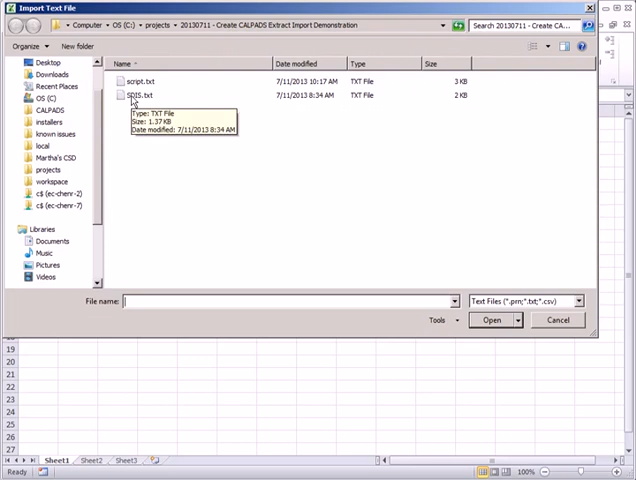 Import Text File
Computer ▸ OS (C:) ▸ projects ▸ 20130711 - Create CALPADS Extract Import Demonstration
Search 20130711 - Create CA...
Organize
New folder
Name
Date modified
Type
Size
script.txt
7/11/2013 10:17 AM
TXT File
3 KB
SDIS.txt
7/11/2013 8:34 AM
TXT File
2 KB
Type: TXT File
Size: 1.37 KB
Date modified: 7/11/2013 8:34 AM
Desktop
Downloads
Recent Places
OS (C)
CALPADS
installers
known issues
local
Martha's CSD
projects
workspace
c$ (ec-chenr-2)
c$ (ec-chenr-7)
Libraries
Documents
Music
Pictures
Videos
File name:
Text Files (*.prn;*.txt;*.csv)
Tools
Open
Cancel
19
20
21
22
23
24
25
26
27
Sheet1
Sheet2
Sheet3
Ready
100%